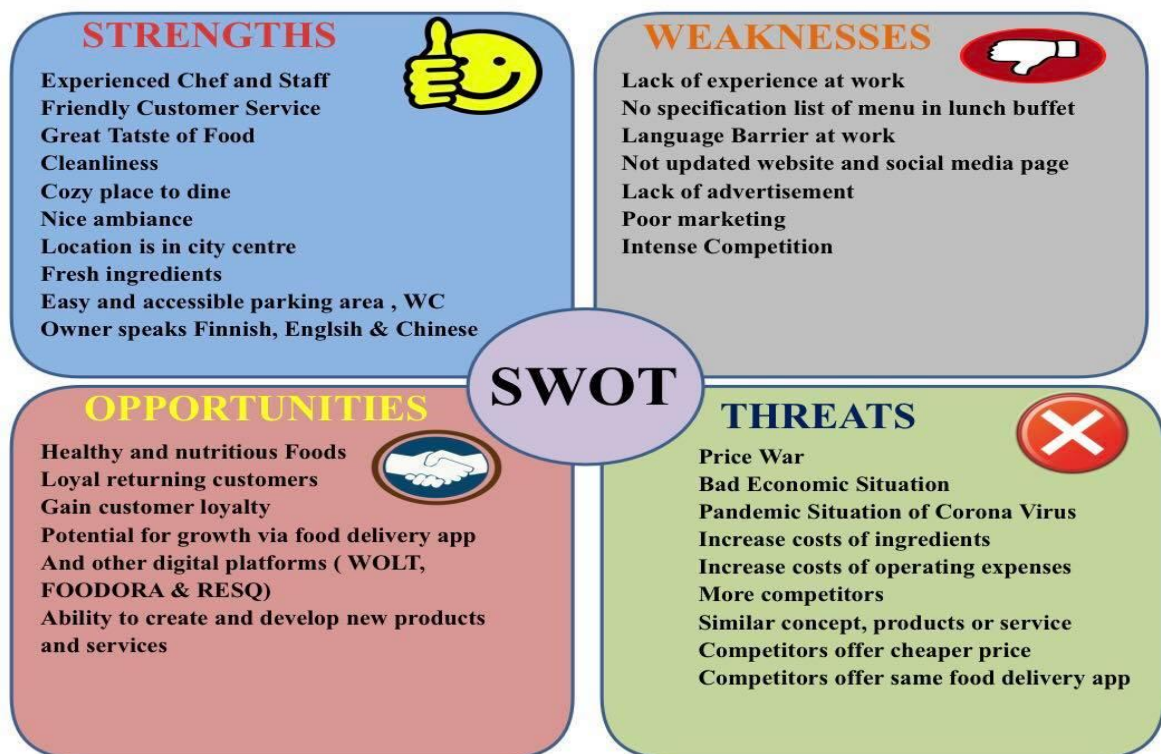 STRENGTHS
Experienced Chef and Staff
Friendly Customer Service
Great Tatste of Food
Cleanliness
Cozy place to dine
Nice ambiance
Location is in city centre
Fresh ingredients
Easy and accessible parking area , WC
Owner speaks Finnish, Englsih & Chinese
WEAKNESSES
Lack of experience at work
No specification list of menu in lunch buffet
Language Barrier at work
Not updated website and social media page
Lack of advertisement
Poor marketing
Intense Competition
SWOT
OPPORTUNITIES
Healthy and nutritious Foods
Loyal returning customers
Gain customer loyalty
Potential for growth via food delivery app
And other digital platforms ( WOLT,
FOODORA & RESQ)
Ability to create and develop new products
and services
THREATS
Price War
Bad Economic Situation
Pandemic Situation of Corona Virus
Increase costs of ingredients
Increase costs of operating expenses
More competitors
Similar concept, products or service
Competitors offer cheaper price
Competitors offer same food delivery app